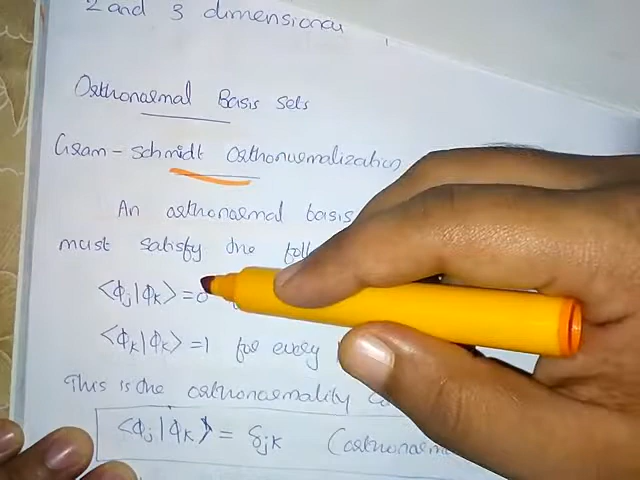 2 and 3 dimensional
Orthonormal Basis sets
Gram - Schmidt Orthonormalization
An orthonormal basis
must satisfy the
<Φj|Φk> = 0
<Φk|Φk> = 1 for every
This is the orthonormality
<Φj|Φk> = δjk